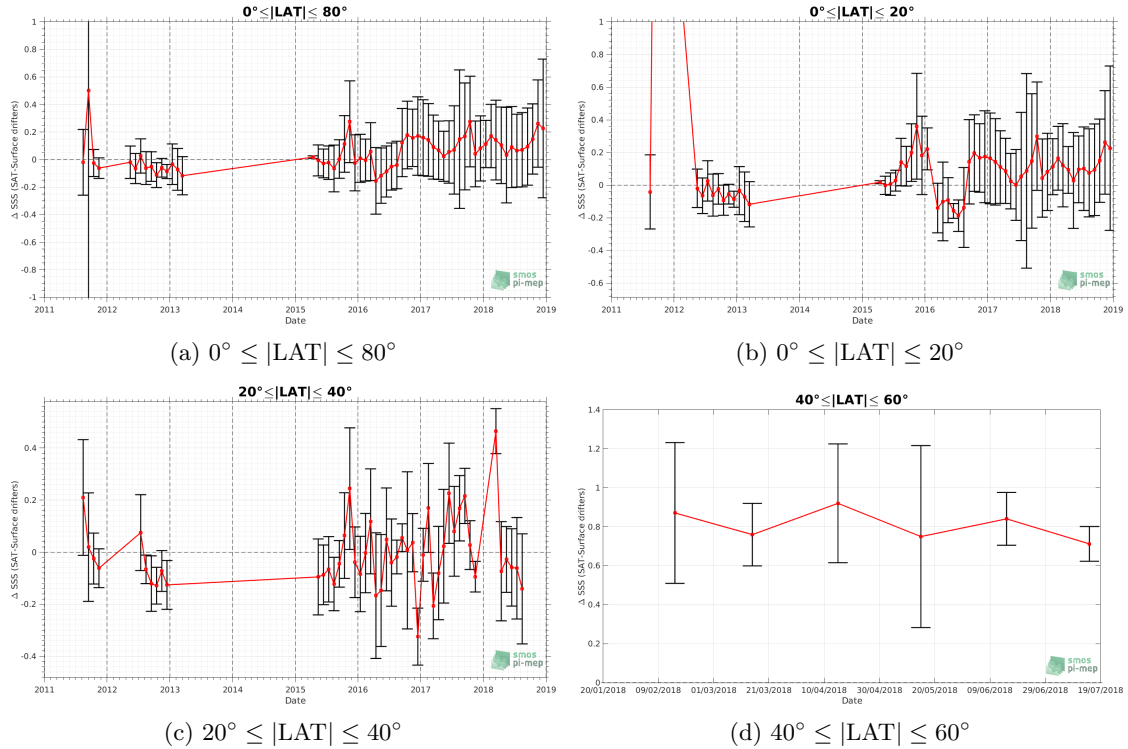 0°≤|LAT|≤ 80°
Δ SSS (SAT-Surface drifters)
1
0.8
0.6
0.4
0.2
0
-0.2
-0.4
-0.6
-0.8
-1
smos
pi-mep
2011 2012 2013 2014 2015 2016 2017 2018 2019
Date
(a) 0° ≤ |LAT| ≤ 80°
0°≤|LAT|≤ 20°
Δ SSS (SAT-Surface drifters)
1
0.8
0.6
0.4
0.2
0
-0.2
-0.4
-0.6
smos
pi-mep
2011 2012 2013 2014 2015 2016 2017 2018 2019
Date
(b) 0° ≤ |LAT| ≤ 20°
20°≤|LAT|≤ 40°
Δ SSS (SAT-Surface drifters)
0.4
0.2
0
-0.2
-0.4
smos
pi-mep
2011 2012 2013 2014 2015 2016 2017 2018 2019
Date
(c) 20° ≤ |LAT| ≤ 40°
40°≤|LAT|≤ 60°
Δ SSS (SAT-Surface drifters)
1.4
1.2
1
0.8
0.6
0.4
0.2
0
smos
pi-mep
20/01/2018 09/02/2018 01/03/2018 21/03/2018 10/04/2018 30/04/2018 20/05/2018 09/06/2018 29/06/2018 19/07/2018
Date
(d) 40° ≤ |LAT| ≤ 60°